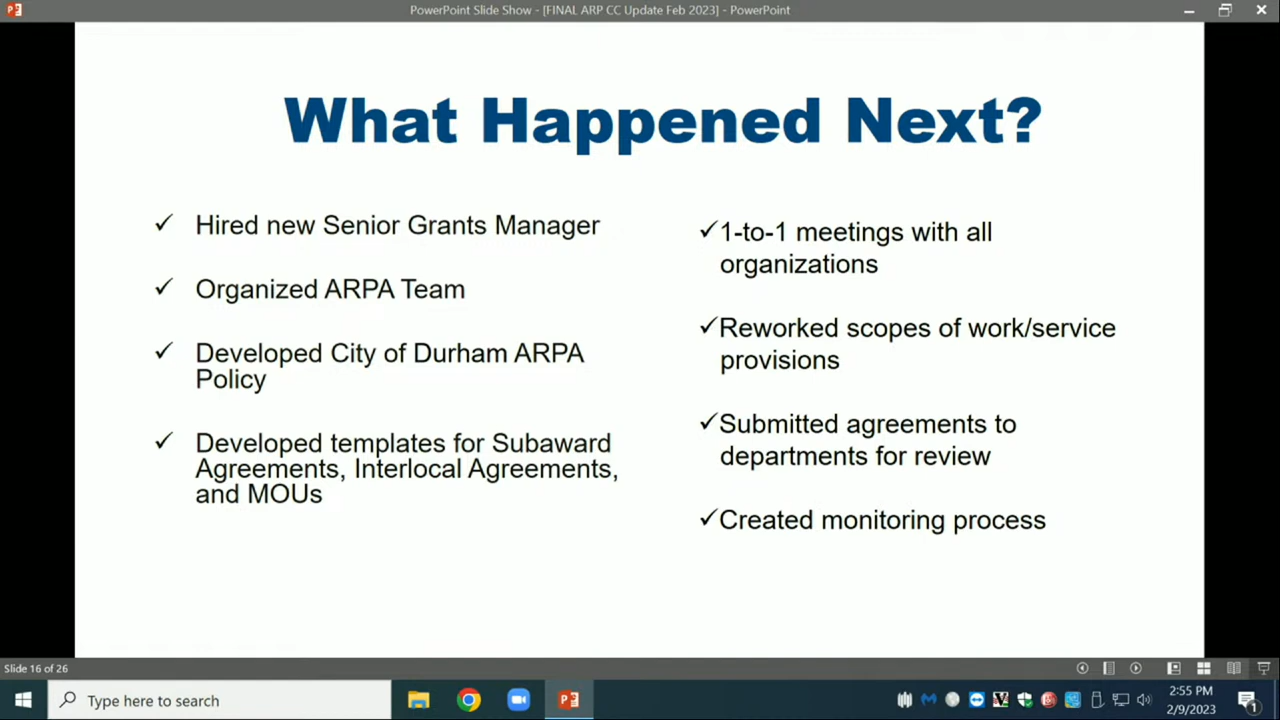 PowerPoint Slide Show - [FINAL ARP CC Update Feb 2023] - PowerPoint
What Happened Next?
✓ Hired new Senior Grants Manager
✓ Organized ARPA Team
✓ Developed City of Durham ARPA
Policy
✓ Developed templates for Subaward
Agreements, Interlocal Agreements,
and MOUs
✓1-to-1 meetings with all
organizations
✓Reworked scopes of work/service
provisions
✓Submitted agreements to
departments for review
✓Created monitoring process
Slide 16 of 26
Type here to search
2:55 PM
2/9/2023
1